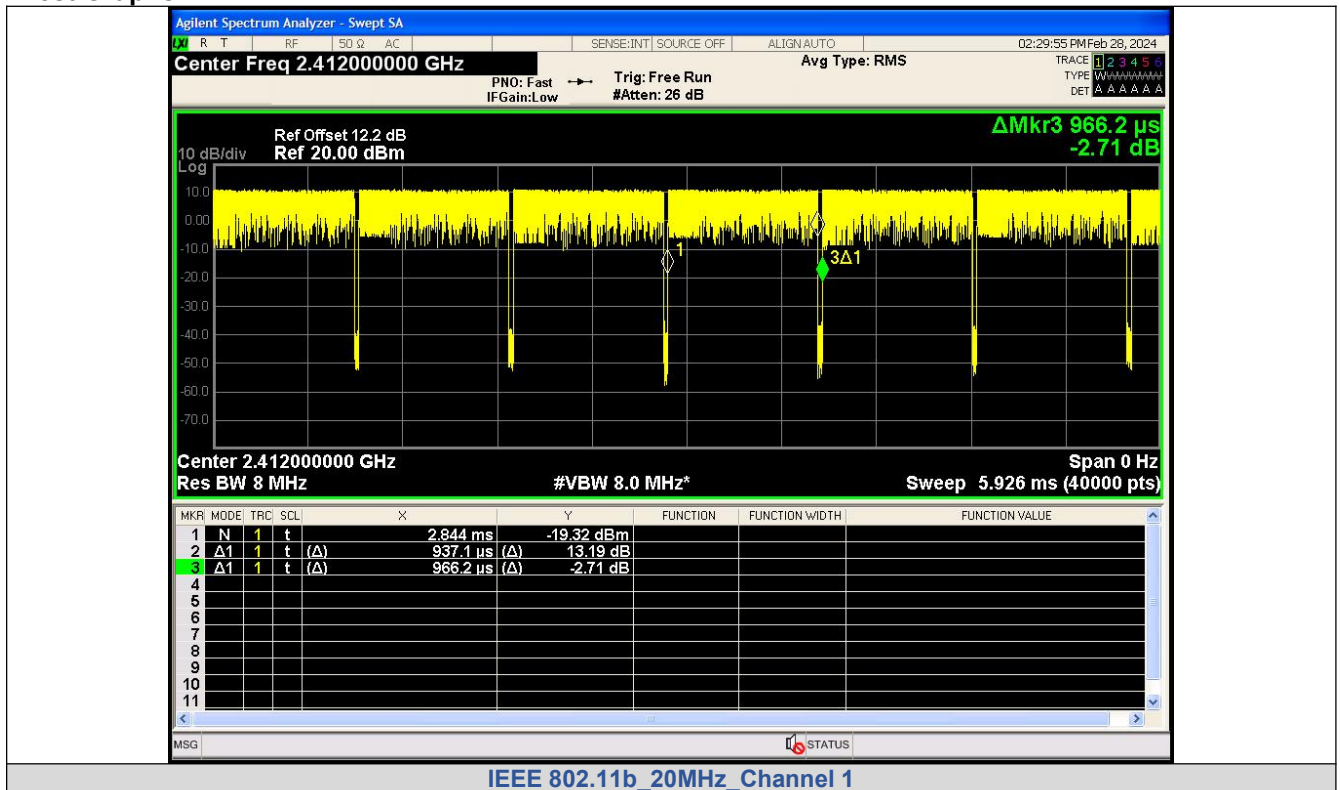 Agilent Spectrum Analyzer - Swept SA
LXI R T RF 50 Ω AC SENSE:INT SOURCE OFF ALIGN AUTO 02:29:55 PM Feb 28, 2024
Center Freq 2.412000000 GHz
Avg Type: RMS
TRACE 1 2 3 4 5 6
PNO: Fast Trig: Free Run
TYPE WWWWWW
IFGain:Low #Atten: 26 dB
DET A A A A A A
ΔMkr3 966.2 µs
-2.71 dB
Ref Offset 12.2 dB
10 dB/div Ref 20.00 dBm
Log
10.0
0.00
-10.0
1
3Δ1
-20.0
-30.0
-40.0
-50.0
-60.0
-70.0
Center 2.412000000 GHz Span 0 Hz
Res BW 8 MHz #VBW 8.0 MHz* Sweep 5.926 ms (40000 pts)
MKR MODE TRC SCL X Y FUNCTION FUNCTION WIDTH FUNCTION VALUE
1 N 1 t 2.844 ms -19.32 dBm
2 Δ1 1 t (Δ) 937.1 µs (Δ) 13.19 dB
3 Δ1 1 t (Δ) 966.2 µs (Δ) -2.71 dB
4
5
6
7
8
9
10
11
MSG STATUS
IEEE 802.11b_20MHz_Channel 1